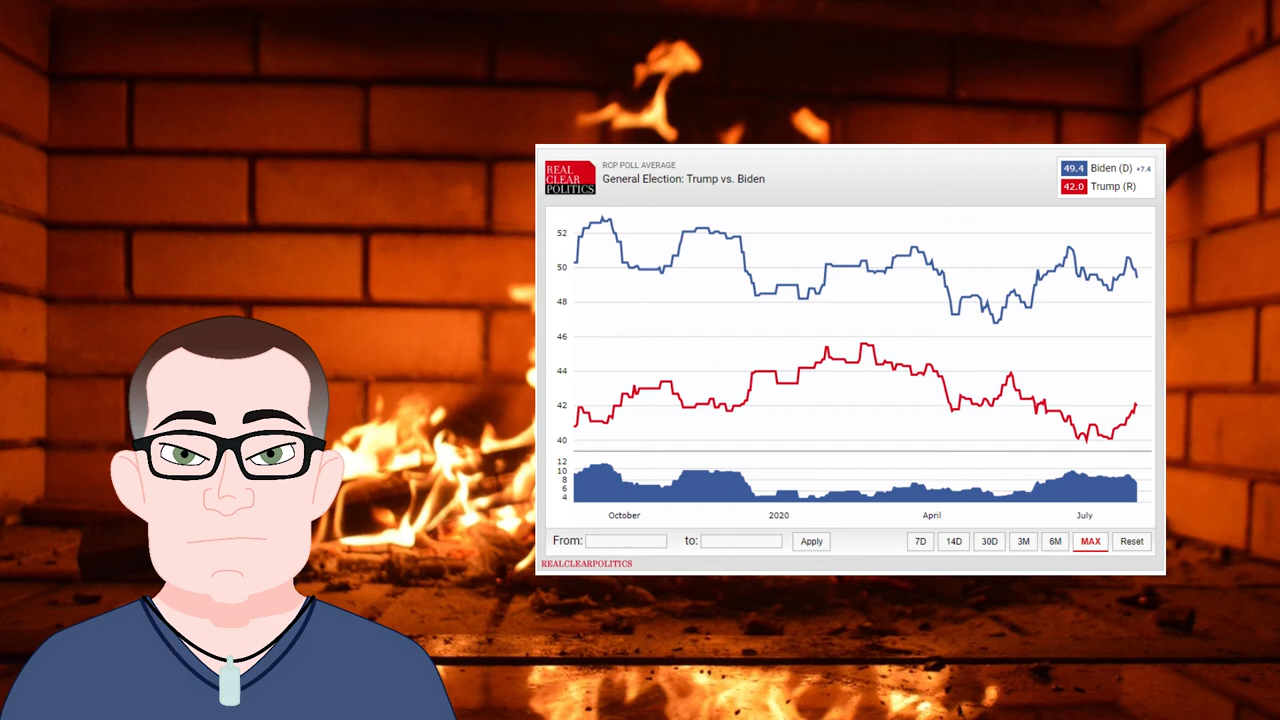 REAL
CLEAR
POLITICS
RCP POLL AVERAGE
General Election: Trump vs. Biden
49.4 Biden (D) +7.4
42.0 Trump (R)
52
50
48
46
44
42
40
12
10
8
6
4
October 2020 April July
From: to: Apply 7D 14D 30D 3M 6M MAX Reset
REALCLEARPOLITICS